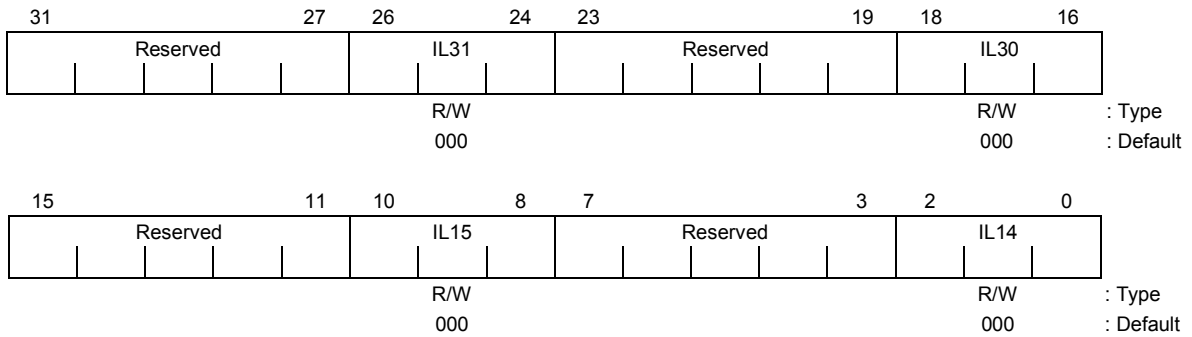 31 27 26 24 23 19 18 16
Reserved IL31 Reserved IL30
R/W R/W : Type
000 000 : Default
15 11 10 8 7 3 2 0
Reserved IL15 Reserved IL14
R/W R/W : Type
000 000 : Default